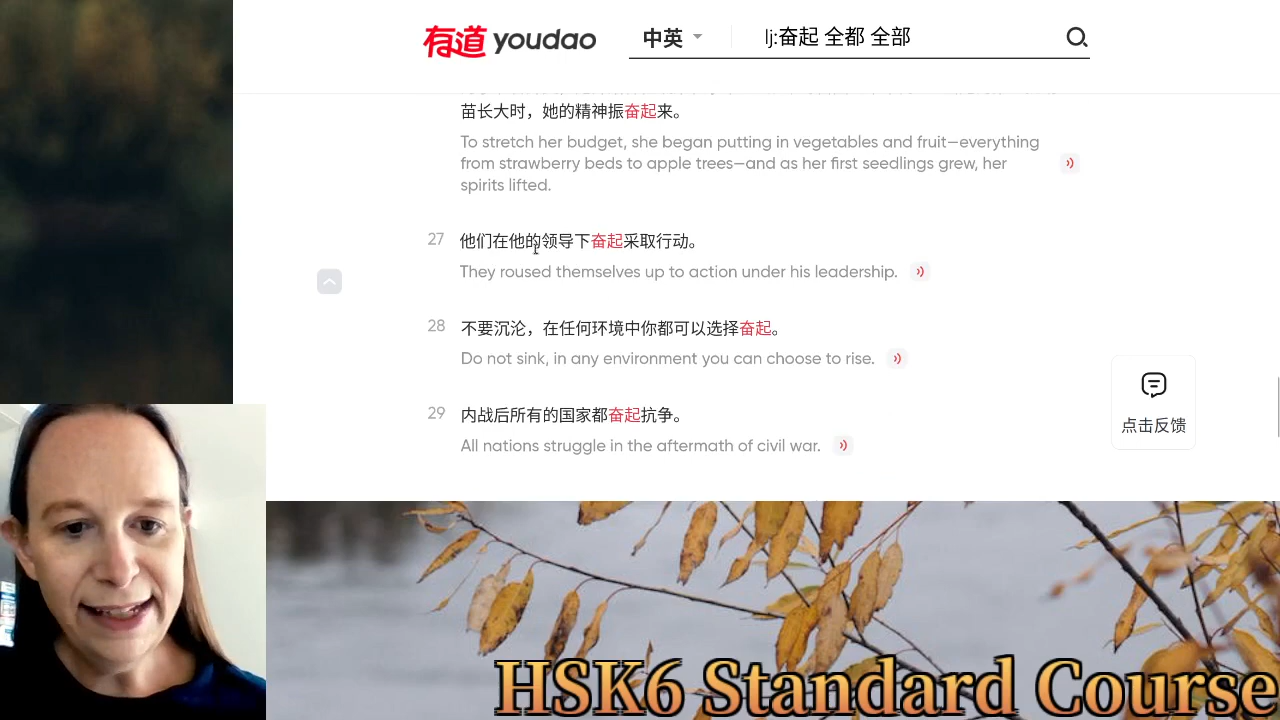 有道 youdao 中英 lj:奋起 全都 全部
苗长大时，她的精神振奋起来。
To stretch her budget, she began putting in vegetables and fruit—everything
from strawberry beds to apple trees—and as her first seedlings grew, her
spirits lifted.
27 他们在他的领导下奋起采取行动。
They roused themselves up to action under his leadership.
28 不要沉沦，在任何环境中你都可以选择奋起。
Do not sink, in any environment you can choose to rise.
点击反馈
29 内战后所有的国家都奋起抗争。
All nations struggle in the aftermath of civil war.
HSK6 Standard Course